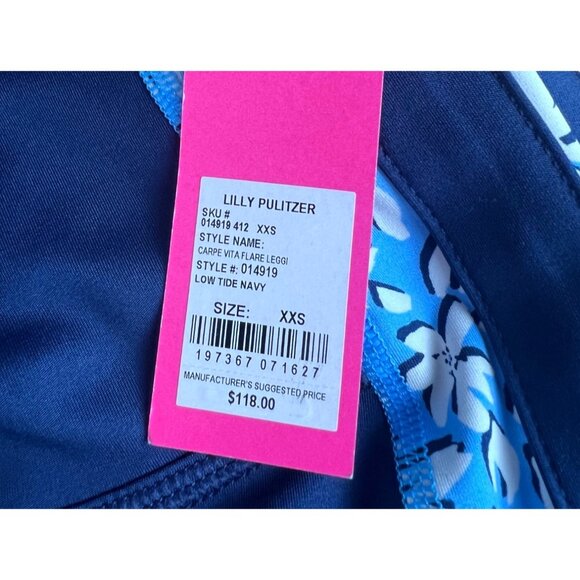 LILLY PULITZER
SKU #
014919 412 XXS
STYLE NAME:
CARPE VITA FLARE LEGGI
STYLE #: 014919
LOW TIDE NAVY
SIZE: XXS
197367 071627
MANUFACTURER'S SUGGESTED PRICE
$118.00